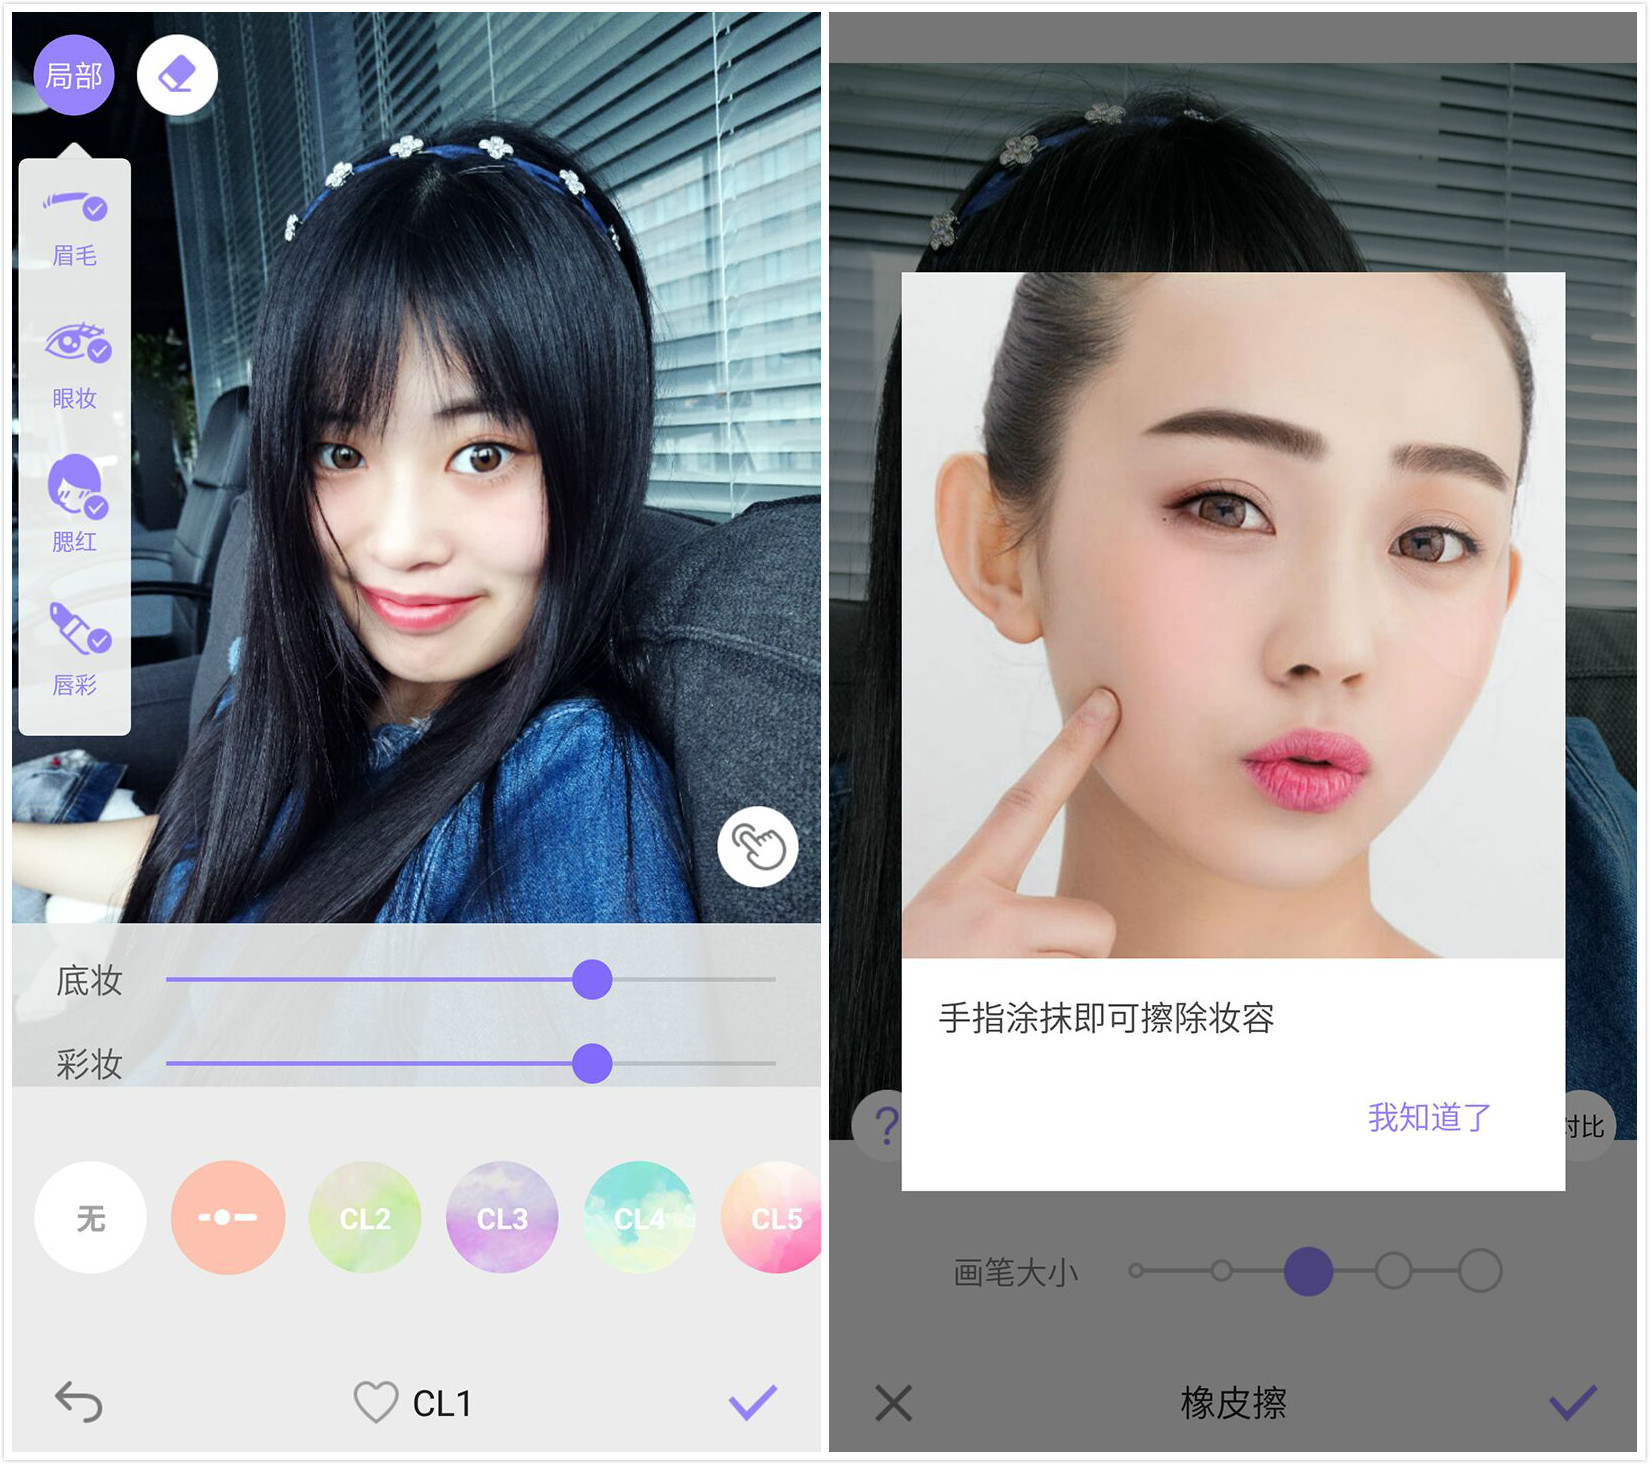 局部
眉毛
眼妆
腮红
唇彩
底妆
彩妆
无
CL2
CL3
CL4
CL5
CL1
手指涂抹即可擦除妆容
我知道了
?
对比
画笔大小
橡皮擦